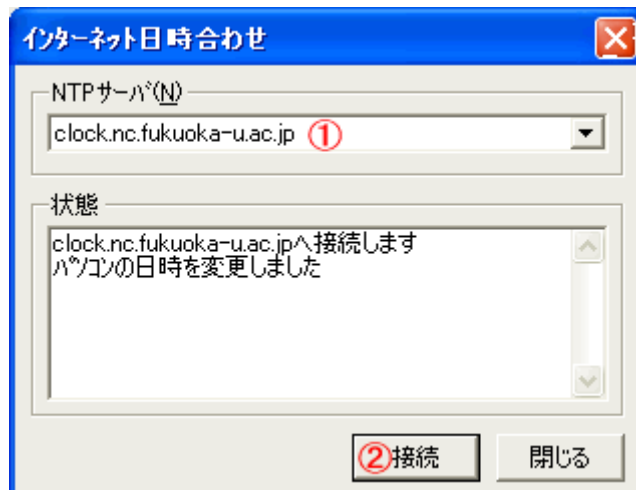 インターネット日時合わせ
NTPサーバ(N)
clock.nc.fukuoka-u.ac.jp ①
状態
clock.nc.fukuoka-u.ac.jpへ接続します
パソコンの日時を変更しました
②接続 閉じる